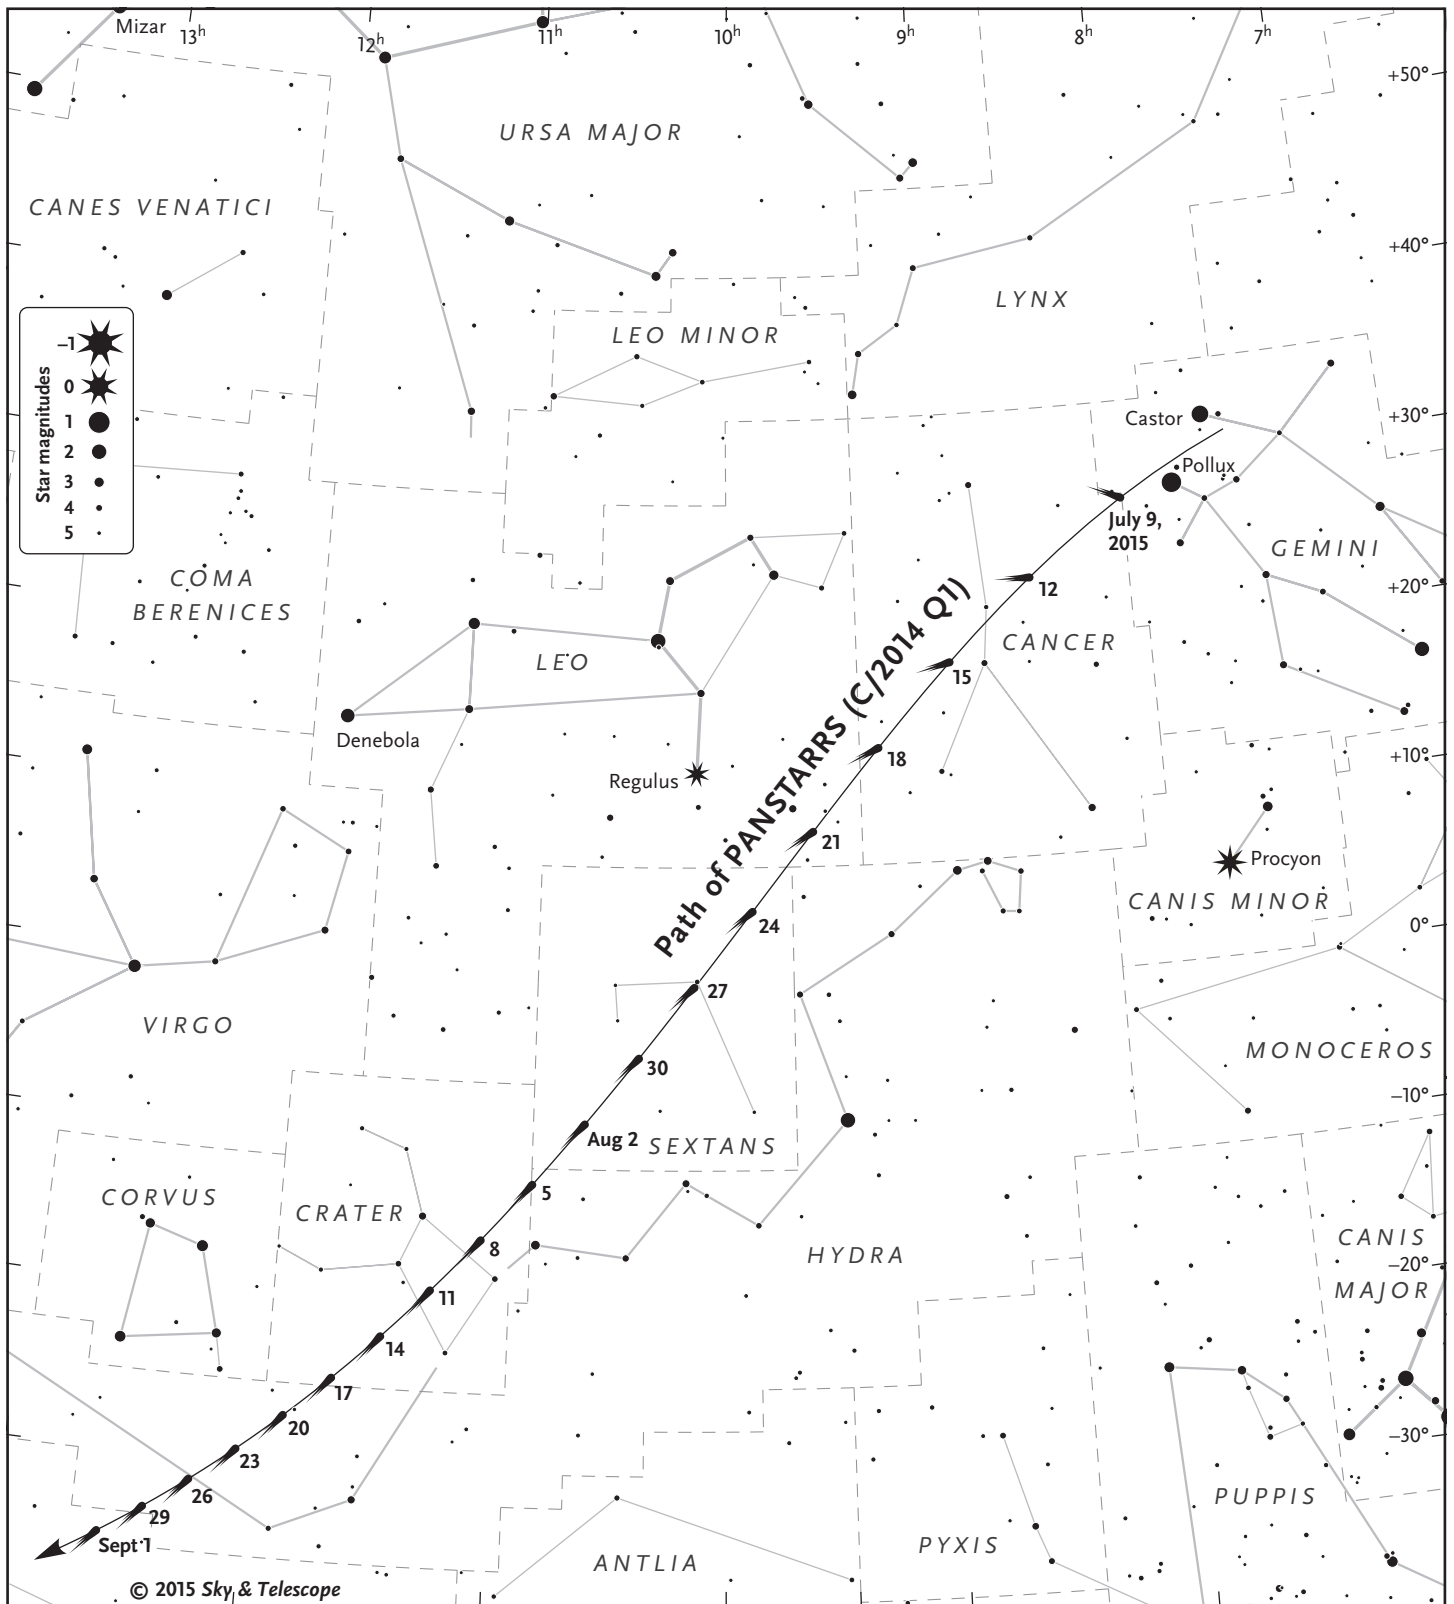 Mizar
13h
12h
11h
10h
9h
8h
7h
+50°
URSA MAJOR
CANES VENATICI
+40°
LYNX
LEO MINOR
Star magnitudes
–1
0
1
2
3
4
5
+30°
Castor
Pollux
July 9,
2015
GEMINI
COMA
BERENICES
+20°
12
CANCER
LEO
15
Denebola
Path of PANSTARRS (C/2014 Q1)
+10°
18
Regulus
21
Procyon
CANIS MINOR
24
0°
27
VIRGO
MONOCEROS
30
–10°
Aug 2
SEXTANS
CORVUS
5
CRATER
CANIS
MAJOR
8
HYDRA
–20°
11
14
17
20
–30°
23
26
PUPPIS
29
Sept 1
PYXIS
ANTLIA
© 2015 Sky & Telescope